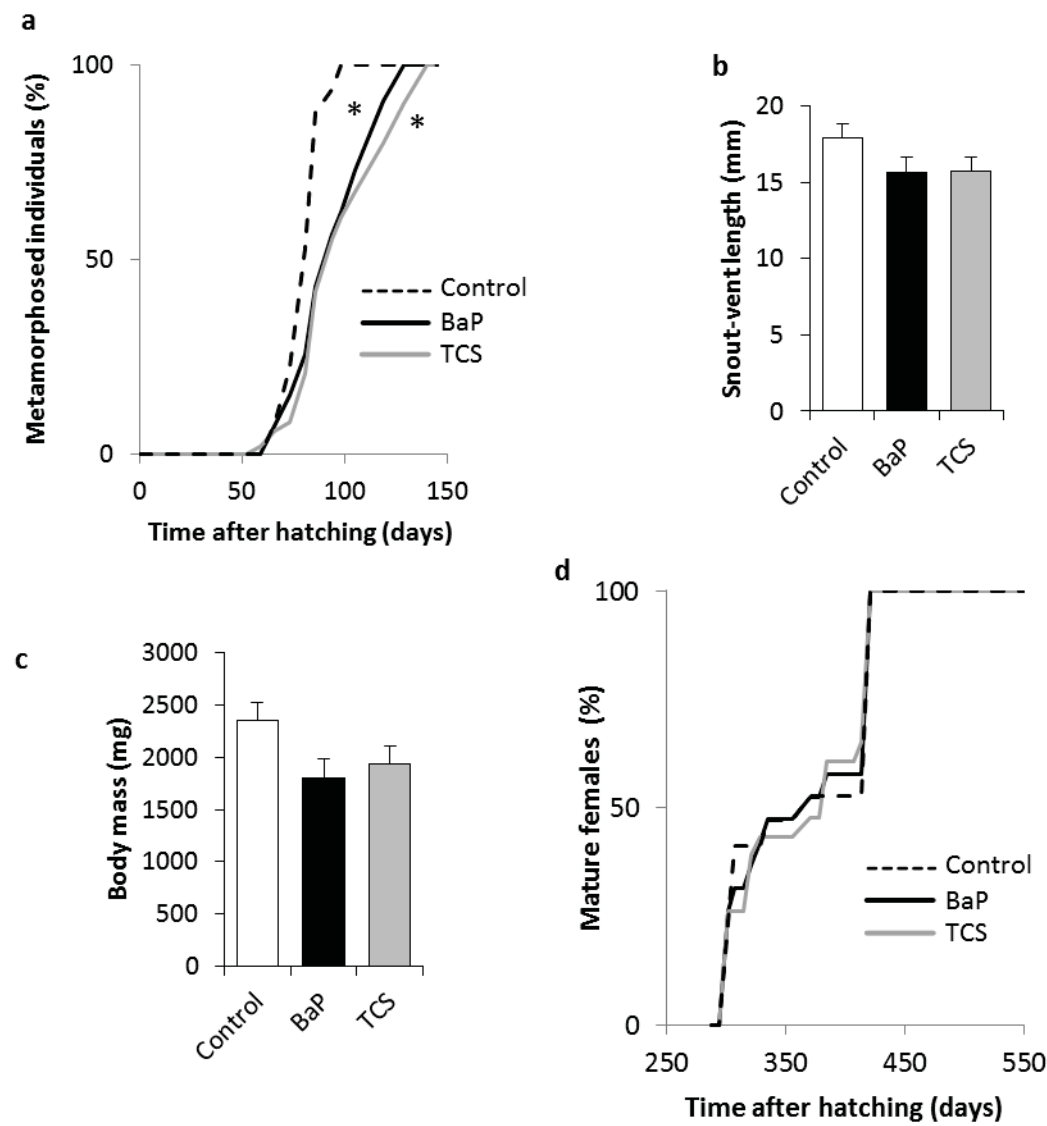 a
Metamorphosed individuals (%)
100
50
0
0 50 100 150
Time after hatching (days)
*
*
Control
BaP
TCS
b
Snout-vent length (mm)
20
15
10
5
0
Control
BaP
TCS
c
Body mass (mg)
3000
2500
2000
1500
1000
500
0
Control
BaP
TCS
d
Mature females (%)
100
50
0
250 350 450 550
Time after hatching (days)
Control
BaP
TCS